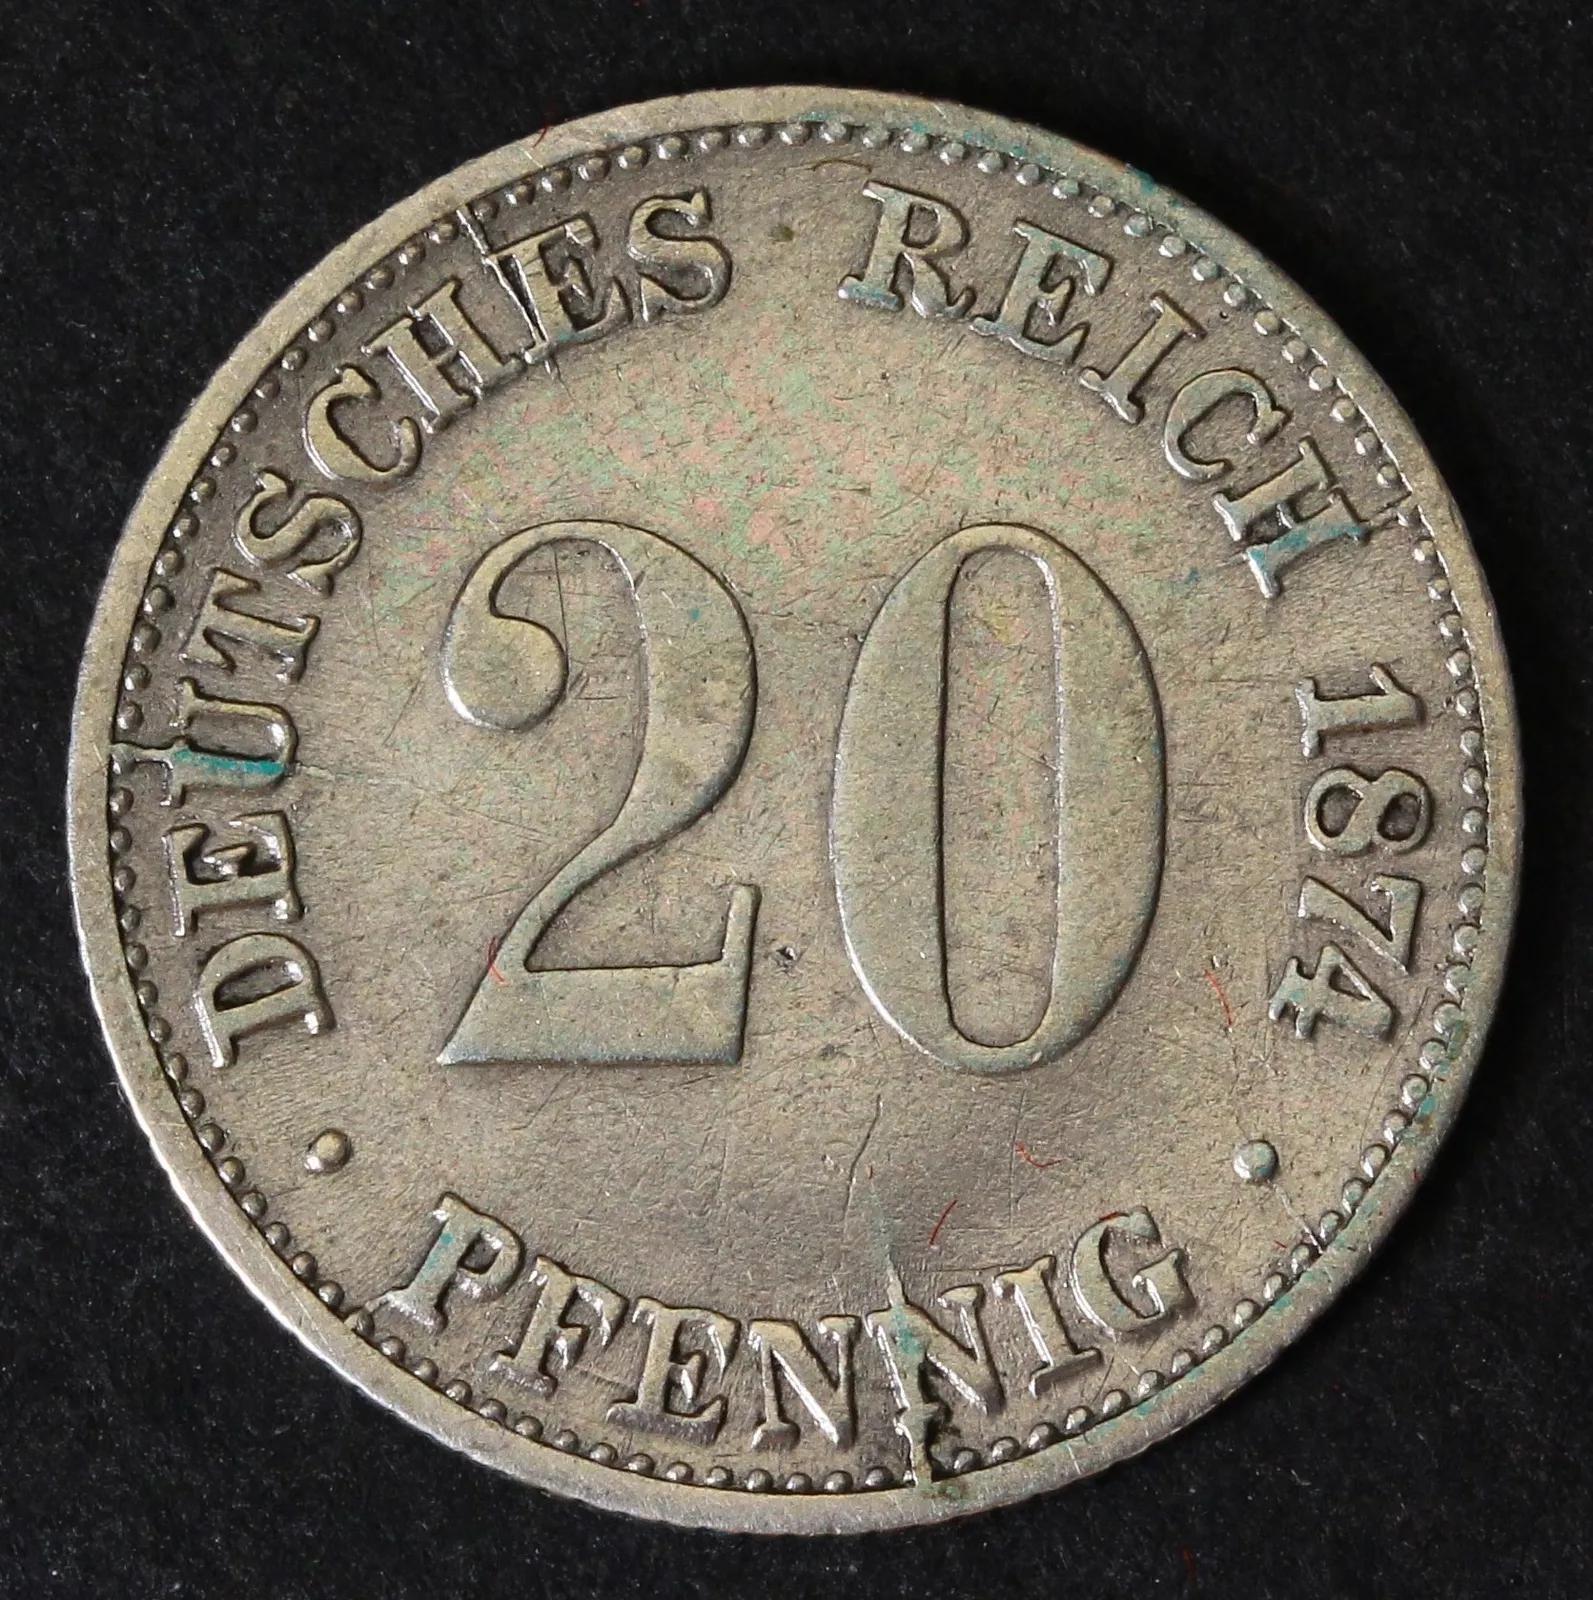 DEUTSCHES REICH 1874
20
· PFENNIG ·